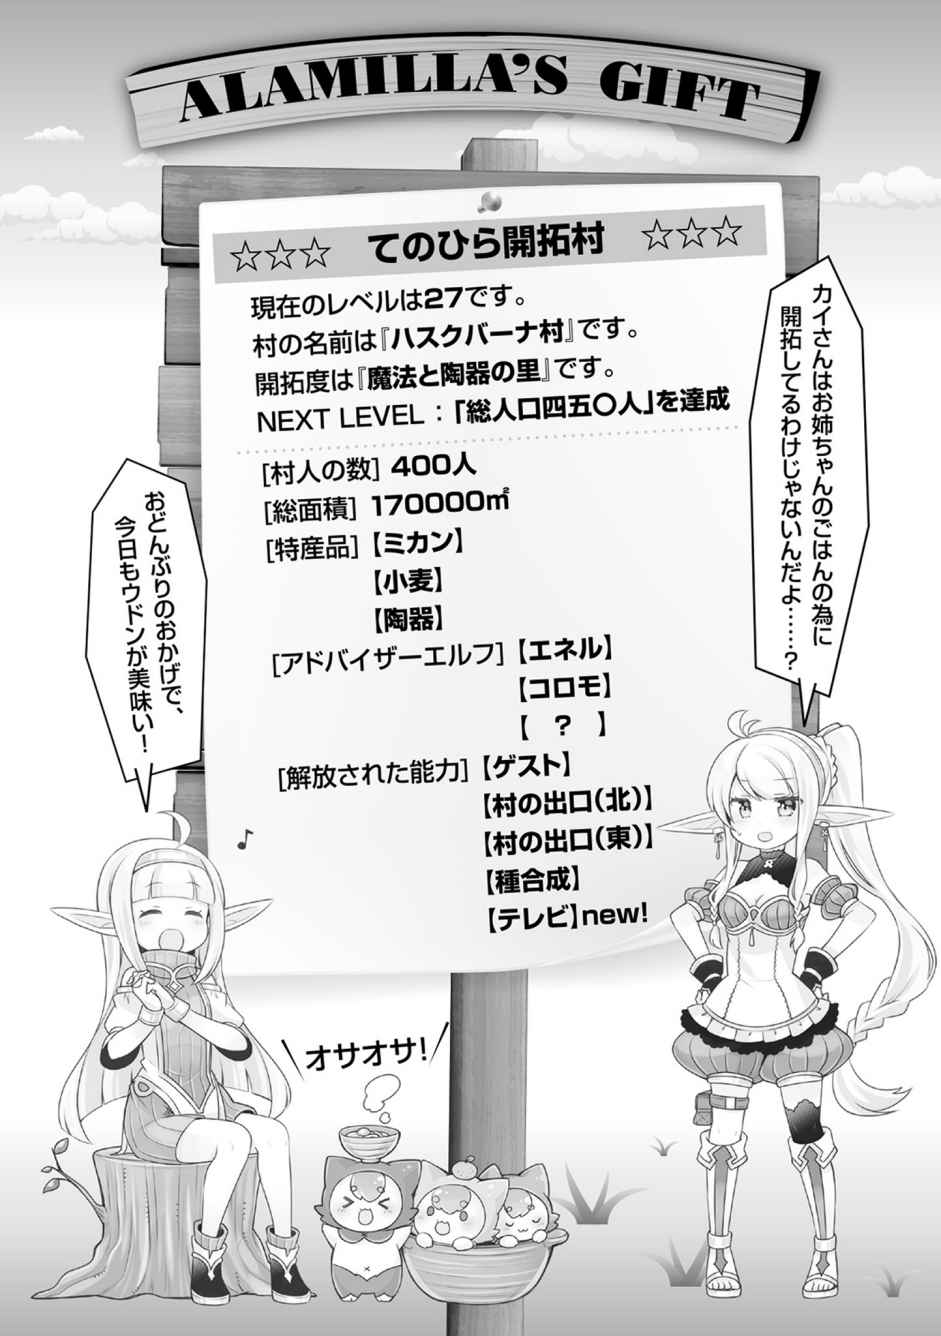 ALAMILLA'S GIFT
☆☆☆ てのひら開拓村 ☆☆☆
現在のレベルは27です。
村の名前は『ハスクバーナ村』です。
開拓度は『魔法と陶器の里』です。
NEXT LEVEL：「総人口四五〇人」を達成
[村人の数] 400人
[総面積] 170000㎡
[特産品]【ミカン】
【小麦】
【陶器】
[アドバイザーエルフ]【エネル】
【コロモ】
【 ? 】
[解放された能力]【ゲスト】
【村の出口(北)】
【村の出口(東)】
【種合成】
【テレビ】new!
カイさんはお姉ちゃんのごはんの為に
開拓してるわけじゃないんだよ……?
おどんぶりのおかげで、
今日もウドンが美味い!
オサオサ!